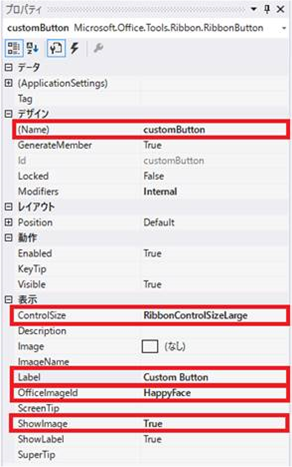 プロパティ
customButton Microsoft.Office.Tools.Ribbon.RibbonButton
データ
(ApplicationSettings)
Tag
デザイン
(Name) customButton
GenerateMember True
Id customButton
Locked False
Modifiers Internal
レイアウト
Position Default
動作
Enabled True
KeyTip
Visible True
表示
ControlSize RibbonControlSizeLarge
Description
Image (なし)
ImageName
Label Custom Button
OfficeImageId HappyFace
ScreenTip
ShowImage True
ShowLabel True
SuperTip